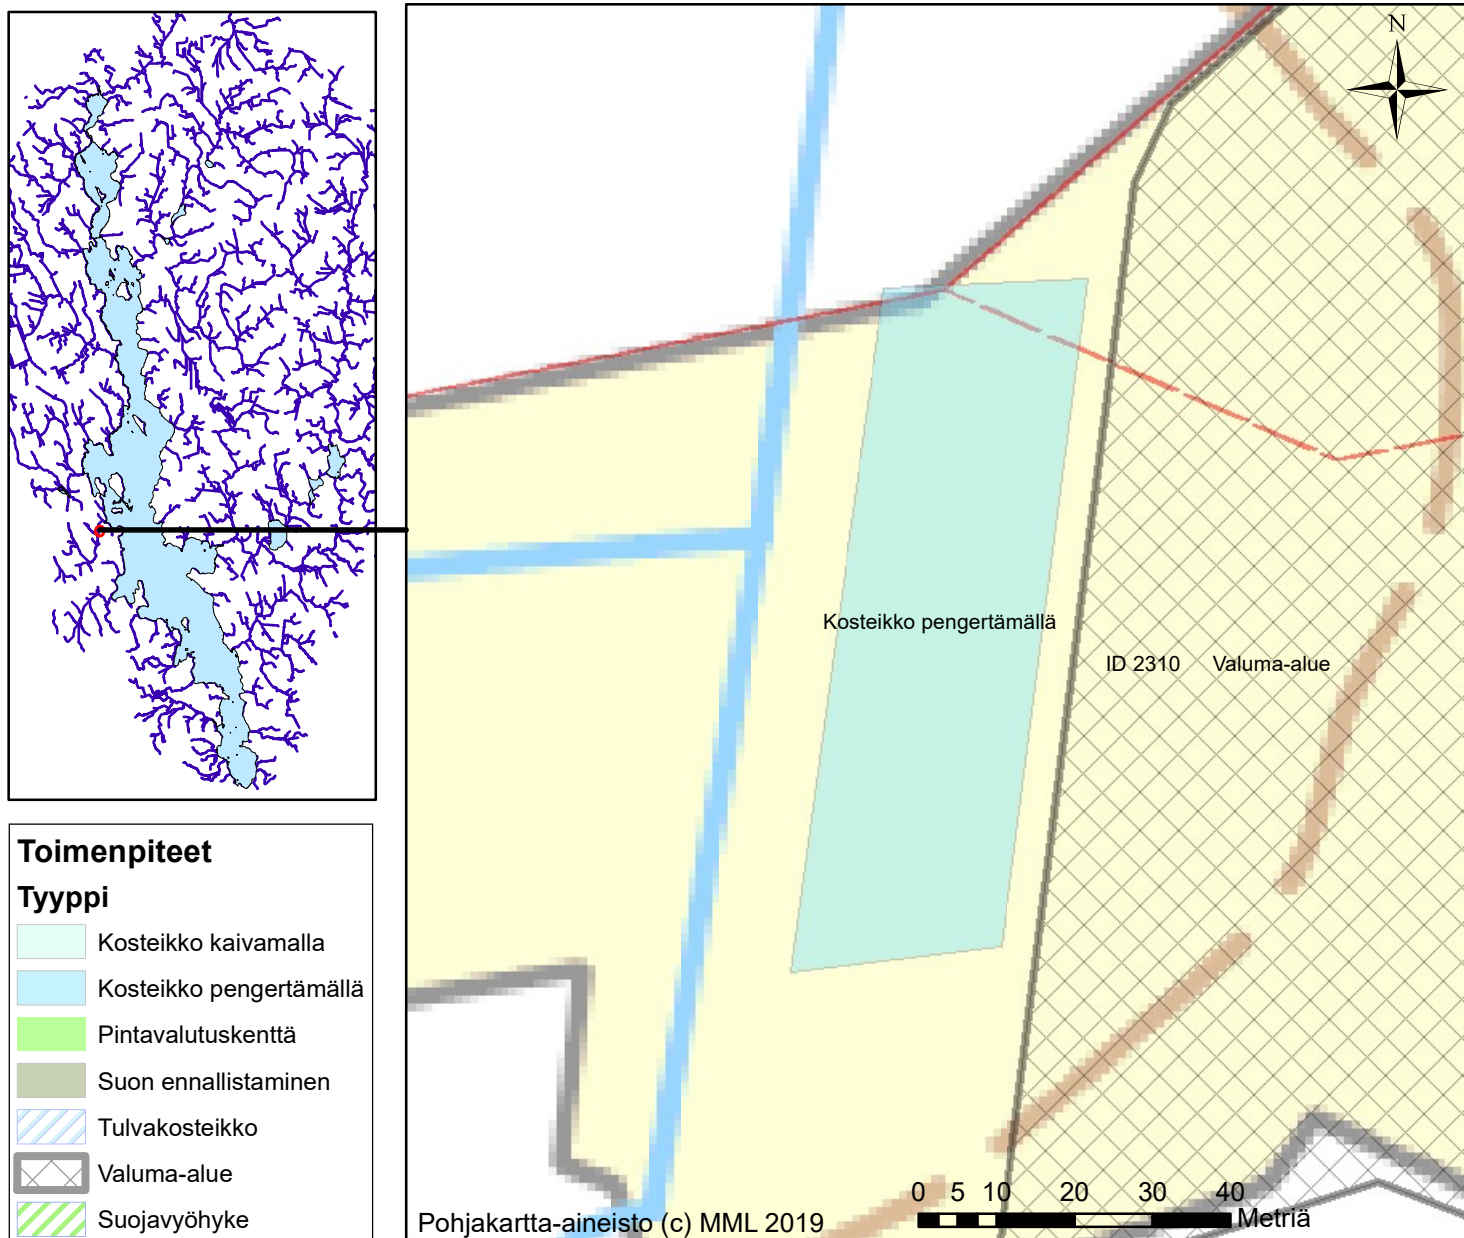 N
Kosteikko pengertämällä
ID 2310 Valuma-alue
Toimenpiteet
Tyyppi
Kosteikko kaivamalla
Kosteikko pengertämällä
Pintavalutuskenttä
Suon ennallistaminen
Tulvakosteikko
Valuma-alue
Suojavyöhyke
0 5 10 20 30 40
Metriä
Pohjakartta-aineisto (c) MML 2019